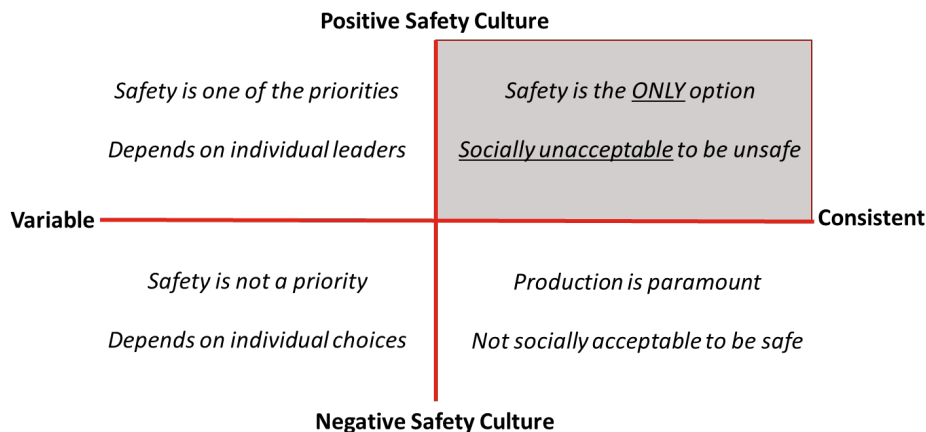 Positive Safety Culture
Safety is one of the priorities
Safety is the ONLY option
Depends on individual leaders
Socially unacceptable to be unsafe
Variable
Consistent
Safety is not a priority
Production is paramount
Depends on individual choices
Not socially acceptable to be safe
Negative Safety Culture